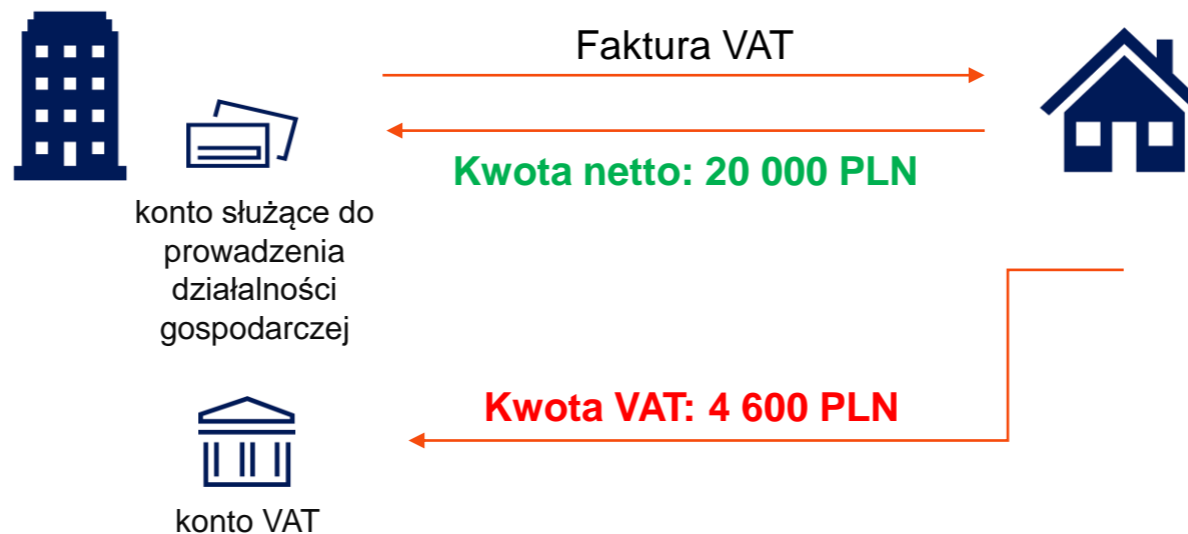 Faktura VAT
Kwota netto: 20 000 PLN
konto służące do
prowadzenia
działalności
gospodarczej
Kwota VAT: 4 600 PLN
konto VAT